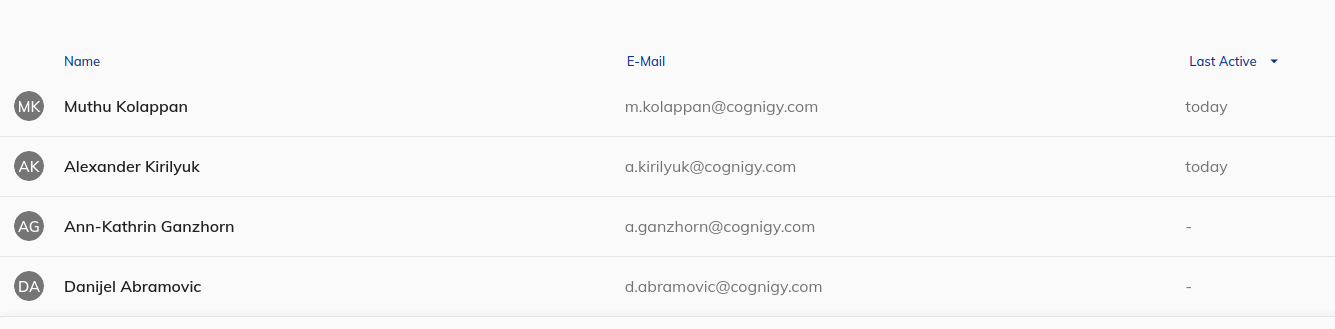 Name E-Mail Last Active
MK Muthu Kolappan m.kolappan@cognigy.com today
AK Alexander Kirilyuk a.kirilyuk@cognigy.com today
AG Ann-Kathrin Ganzhorn a.ganzhorn@cognigy.com -
DA Danijel Abramovic d.abramovic@cognigy.com -